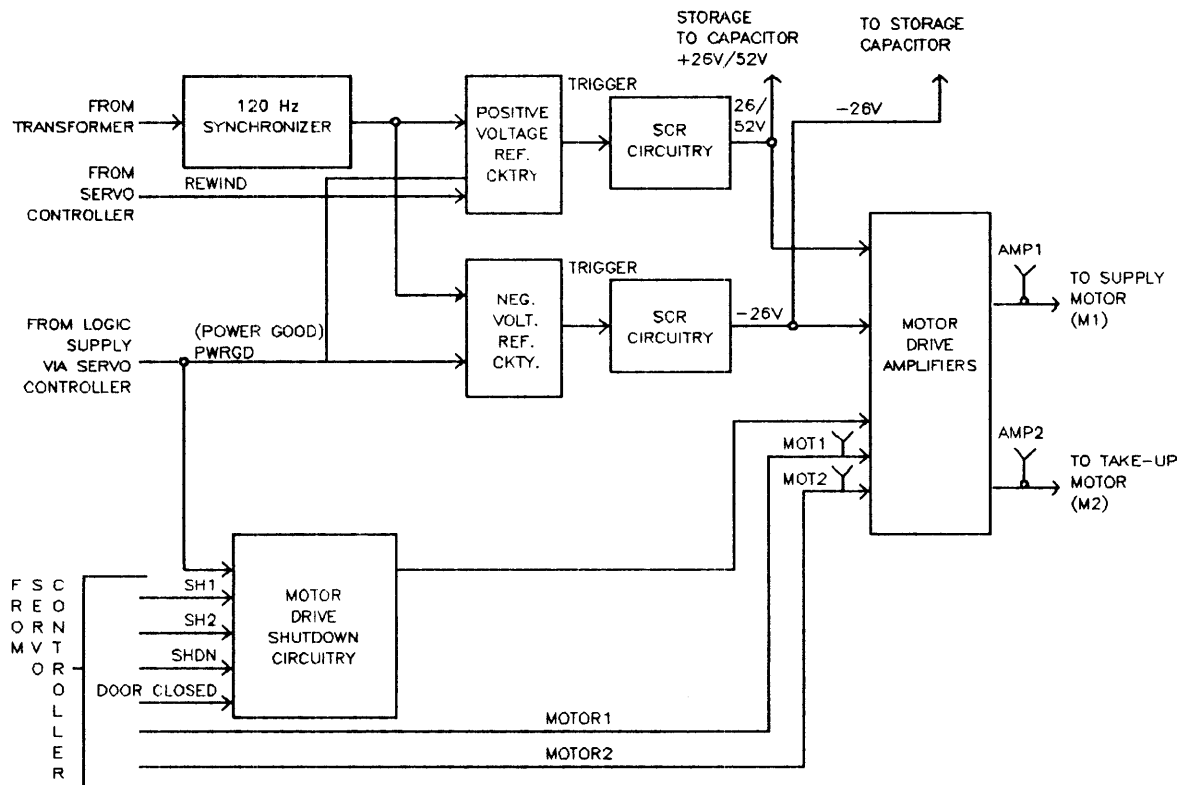 STORAGE
TO CAPACITOR
+26V/52V
TO STORAGE
CAPACITOR
FROM
TRANSFORMER
120 Hz
SYNCHRONIZER
POSITIVE
VOLTAGE
REF.
CKTRY
TRIGGER
SCR
CIRCUITRY
26/
52V
-26V
FROM
SERVO
CONTROLLER
REWIND
NEG.
VOLT.
REF.
CKTY.
TRIGGER
SCR
CIRCUITRY
-26V
MOTOR
DRIVE
AMPLIFIERS
AMP1
TO SUPPLY
MOTOR
(M1)
FROM LOGIC
SUPPLY
VIA SERVO
CONTROLLER
(POWER GOOD)
PWRGD
MOT1
MOT2
AMP2
TO TAKE-UP
MOTOR
(M2)
FROM
SERVO
CONTROLLER
SH1
SH2
SHDN
DOOR CLOSED
MOTOR
DRIVE
SHUTDOWN
CIRCUITRY
MOTOR1
MOTOR2